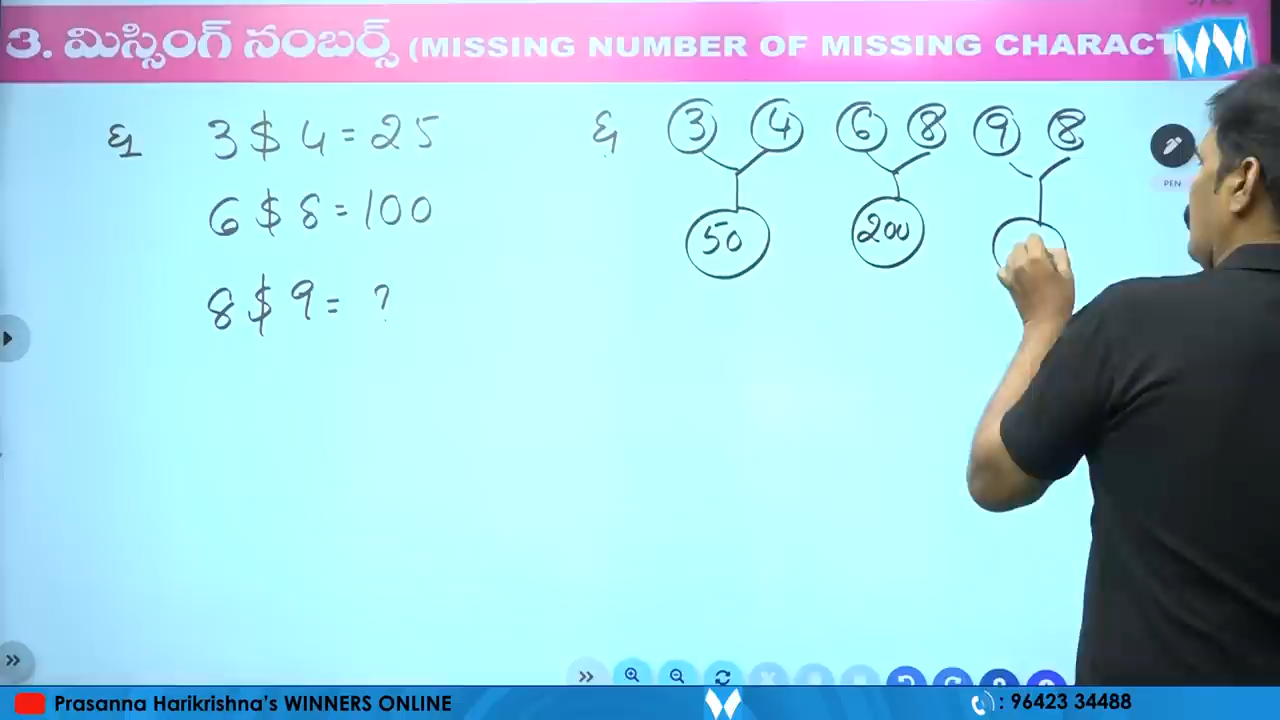 3. మిస్సింగ్ నంబర్స్ (MISSING NUMBER OF MISSING CHARACT
3 $ 4 = 25
6 $ 8 = 100
8 $ 9 = ?
3 4 6 8 9 8
50 200
PEN
Prasanna Harikrishna's WINNERS ONLINE
: 96423 34488